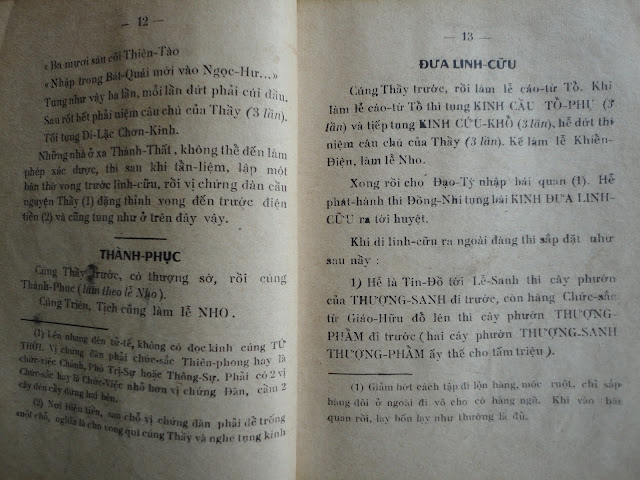 — 12 —
« Ba mươi sáu cõi Thiên-Tào
« Nhập trong Bát-Quái mới vào Ngọc-Hư... »
Tụng như vậy ba lần, mỗi lần dứt phải cúi đầu.
Sau rốt hết phải niệm câu chú của Thầy (3 lần).
Tối tụng Di-Lặc Chơn-Kinh.
Những nhà ở xa Thánh-Thất, không thể đến làm
phép xác được, thì sau khi tẩn-liệm, lập một
bàn thờ vong trước linh-cữu, rồi vị chứng đàn cầu
nguyện Thầy (1) đặng thỉnh vong đến trước điện
tiền (2) và cũng tụng như ở trên đây vậy.
THÀNH-PHỤC
Cúng Thầy trước, có thượng sớ, rồi cúng
Thành-Phục (làm theo lễ Nho).
Cúng Triên, Tịch cũng làm lễ NHO.
(1) Lên nhang đèn tử-tế, không có đọc kinh cúng TỨ
THỜI. Vị chứng đàn phải chức-sắc Thiên-phong hay là
chức-việc Chánh, Phó Trị-Sự hoặc Thông-Sự. Phải có 2 vị
Chức-sắc hay là Chức-Việc nhỏ hơn vị chứng Đàn, cầm 2
cây đèn cầy đứng hai bên.
(2) Nơi Hiệp tiền, sau chỗ vị chứng đàn phải để trống
một chỗ, nghĩa là cho vong quì cúng Thầy và nghe tụng kinh
— 13 —
ĐƯA LINH-CỮU
Cúng Thầy trước, rồi làm lễ cáo-từ Tổ. Khi
làm lễ cáo-từ Tổ thì tụng KINH CẦU TỔ-PHỤ (3
lần) và tiếp tụng KINH CỨU-KHỔ (3 lần), hễ dứt thì
niệm câu chú của Thầy (3 lần). Kế làm lễ Khiển-
Điện, làm lễ Nho.
Xong rồi cho Đạo-Tỳ nhập bái quan (1). Hễ
phát-hành thì Đồng-Nhi tụng bài KINH ĐƯA LINH-
CỮU ra tới huyệt.
Khi di linh-cữu ra ngoài đàng thì sắp đặt như
sau nầy :
1) Hễ là Tín-Đồ tới Lễ-Sanh thì cây phướn
của THƯỢNG-SANH đi trước, còn hàng Chức-sắc
từ Giáo-Hữu đổ lên thì cây phướn THƯỢNG-
PHẨM đi trước ( hai cây phướn THƯỢNG-SANH
THƯỢNG-PHẨM ấy thế cho tấm triệu ).
(1) Giảm bớt cách tập đi lộn hàng, móc ruột, chỉ sắp
hàng đôi ở ngoài đi vô cho có hàng ngũ. Khi vào bái
quan rồi, lạy bốn lạy như thường là đủ.